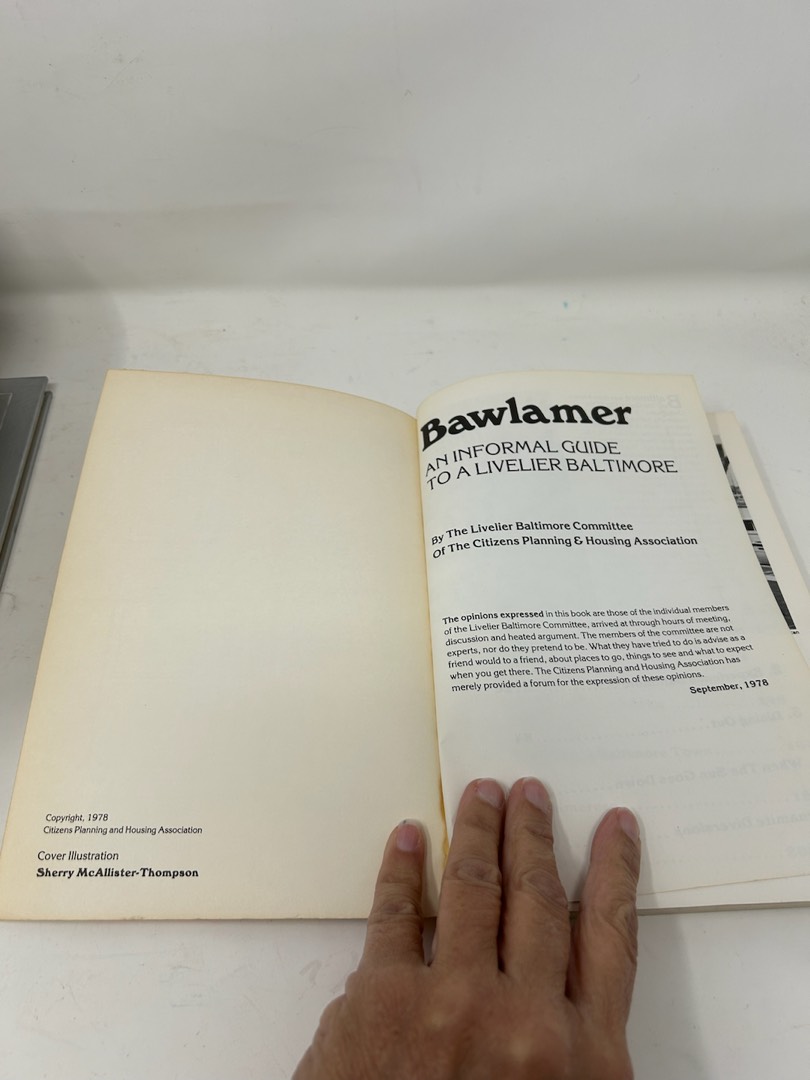 Copyright, 1978
Citizens Planning and Housing Association
Cover Illustration
Sherry McAllister-Thompson
Bawlamer
AN INFORMAL GUIDE
TO A LIVELIER BALTIMORE
By The Livelier Baltimore Committee
Of The Citizens Planning & Housing Association
The opinions expressed in this book are those of the individual members
of the Livelier Baltimore Committee, arrived at through hours of meeting,
discussion and heated argument. The members of the committee are not
experts, nor do they pretend to be. What they have tried to do is advise as a
friend would to a friend, about places to go, things to see and what to expect
when you get there. The Citizens Planning and Housing Association has
merely provided a forum for the expression of these opinions.
September, 1978